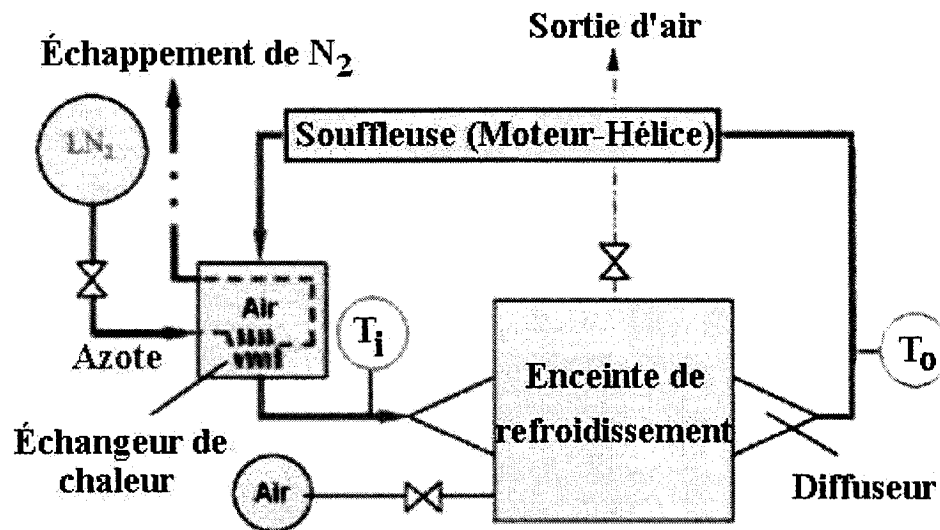 Sortie d'air
Échappement de N2
LN2
Souffleuse (Moteur-Hélice)
Air
Ti
To
Azote
Enceinte de
refroidissement
Échangeur de
chaleur
Air
Diffuseur